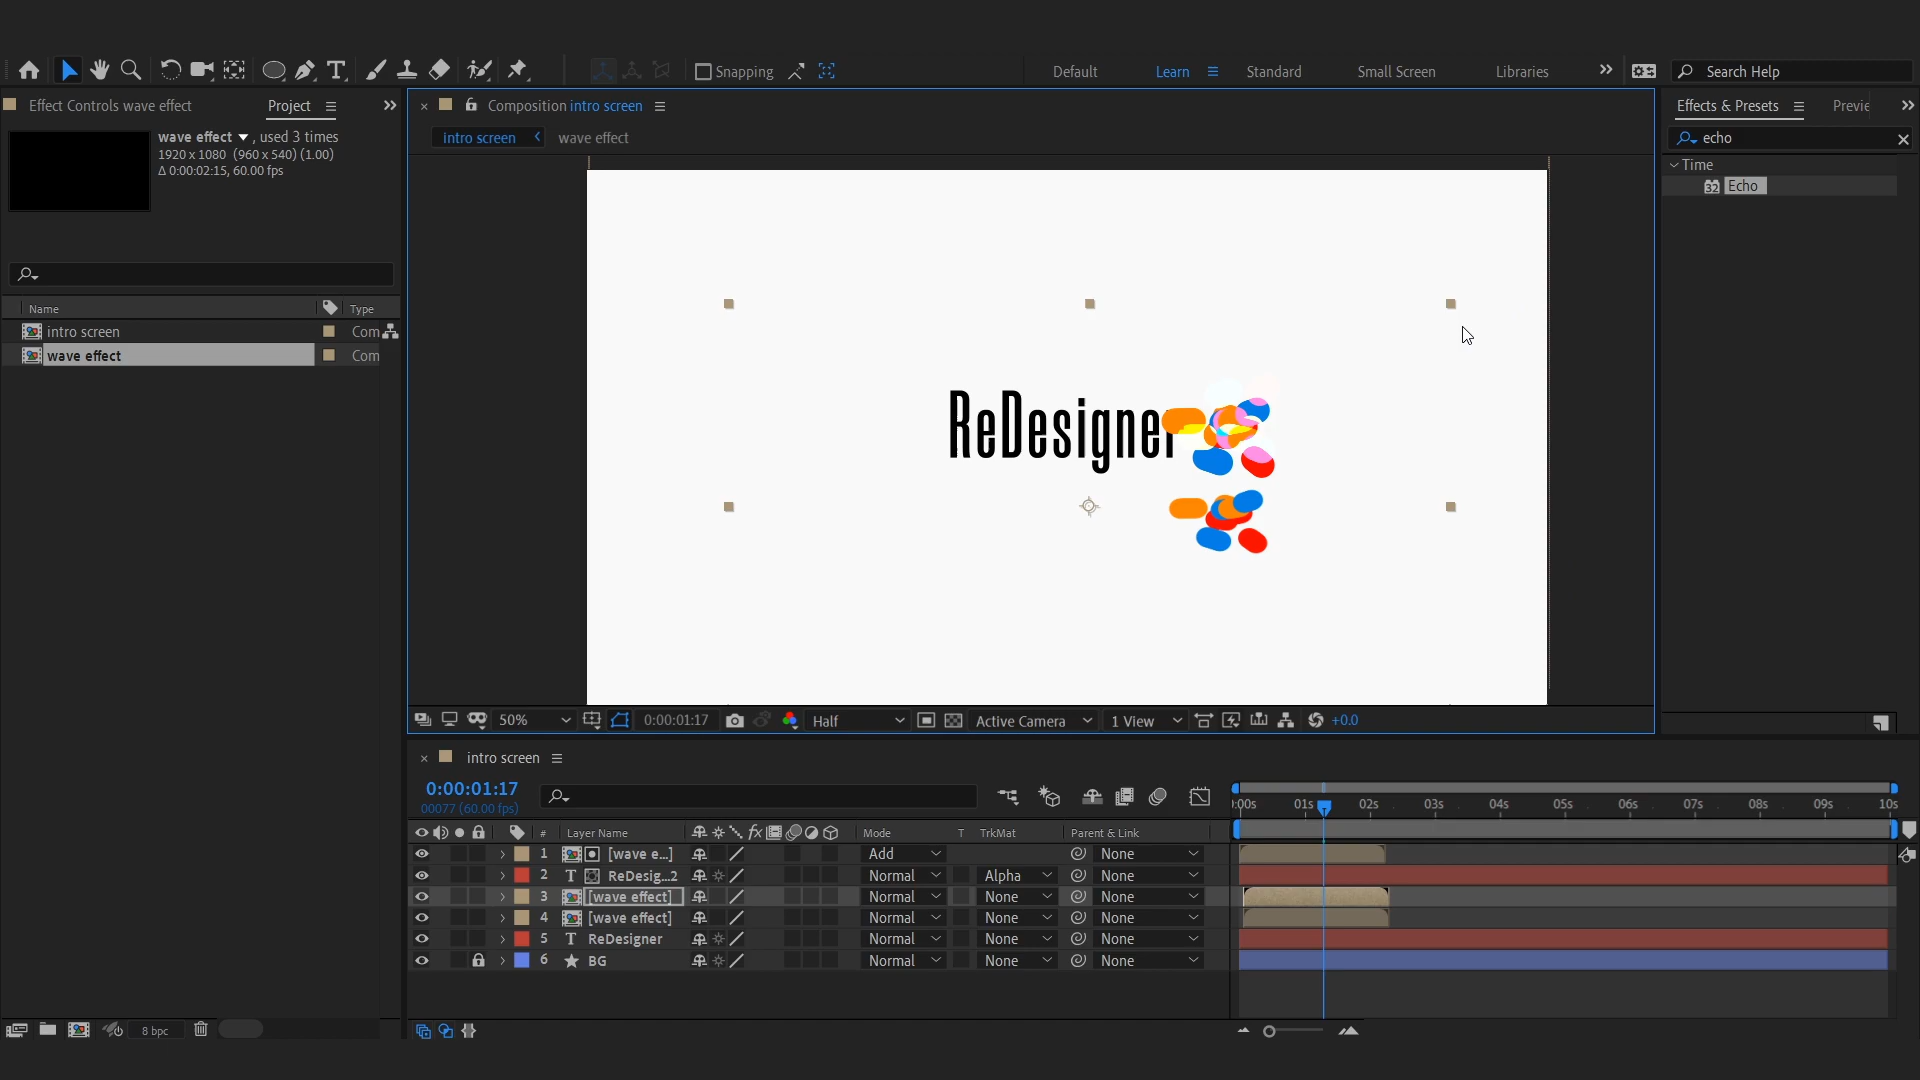 Snapping
Default
Learn
Standard
Small Screen
Libraries
Search Help
Effect Controls wave effect
Project
Composition intro screen
Effects & Presets
Previe
wave effect , used 3 times
1920 x 1080 (960 x 540) (1.00)
Δ 0:00:02:15, 60.00 fps
intro screen
wave effect
echo
Time
32 Echo
Name
Type
intro screen
Com
wave effect
Com
ReDesigner
50%
0:00:01:17
Half
Active Camera
1 View
+0.0
intro screen
0:00:01:17
00077 (60.00 fps)
):00s 01s 02s 03s 04s 05s 06s 07s 08s 09s 10s
# Layer Name
fx
Mode
T TrkMat
Parent & Link
1 [wave e...] Add None
2 T ReDesig...2 Normal Alpha None
3 [wave effect] Normal None None
4 [wave effect] Normal None None
5 T ReDesigner Normal None None
6 BG Normal None None
8 bpc